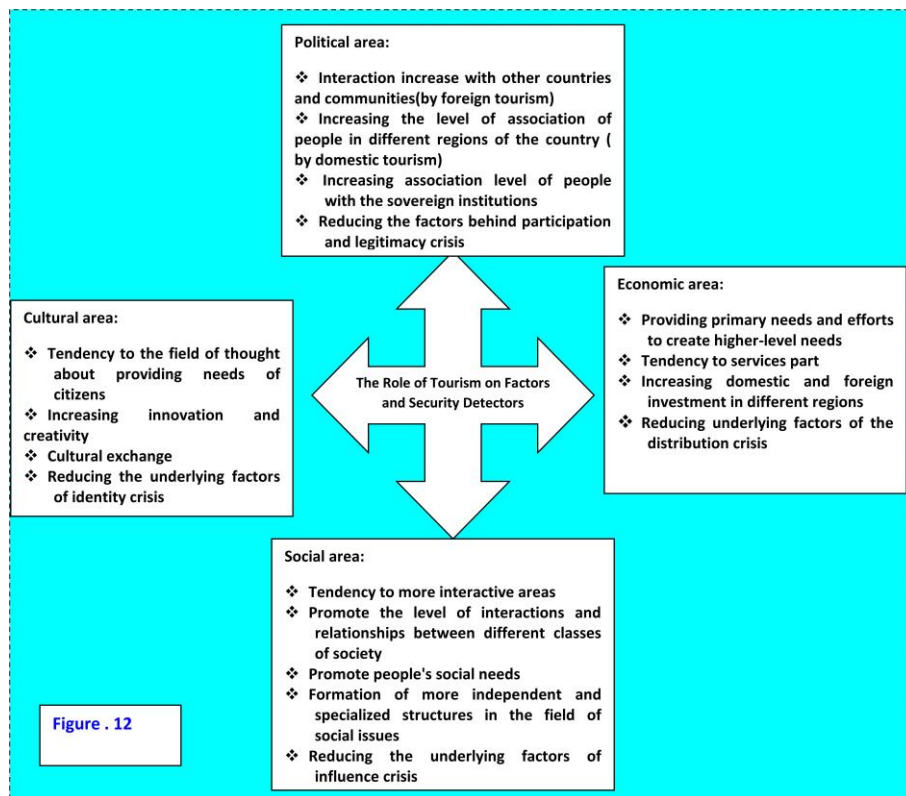 Political area:
❖ Interaction increase with other countries
and communities(by foreign tourism)
❖ Increasing the level of association of
people in different regions of the country (
by domestic tourism)
❖ Increasing association level of people
with the sovereign institutions
❖ Reducing the factors behind participation
and legitimacy crisis
Cultural area:
❖ Tendency to the field of thought
about providing needs of
citizens
❖ Increasing innovation and
creativity
❖ Cultural exchange
❖ Reducing the underlying factors
of identity crisis
The Role of Tourism on Factors
and Security Detectors
Economic area:
❖ Providing primary needs and efforts
to create higher-level needs
❖ Tendency to services part
❖ Increasing domestic and foreign
investment in different regions
❖ Reducing underlying factors of the
distribution crisis
Social area:
❖ Tendency to more interactive areas
❖ Promote the level of interactions and
relationships between different classes
of society
❖ Promote people's social needs
❖ Formation of more independent and
specialized structures in the field of
social issues
❖ Reducing the underlying factors of
influence crisis
Figure . 12